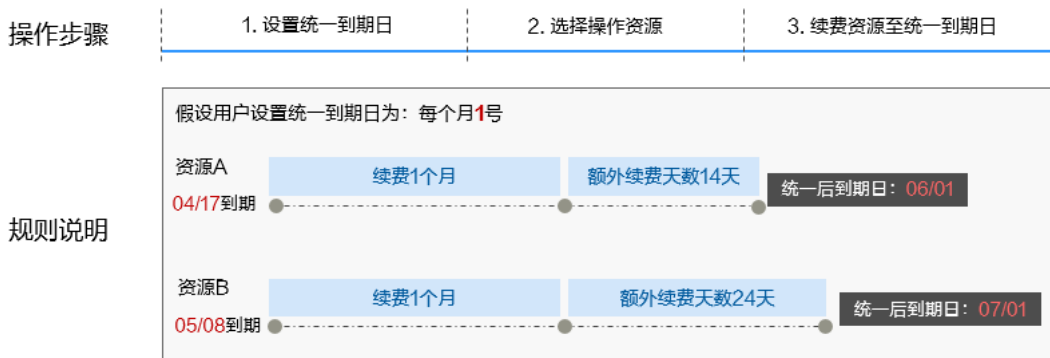 操作步骤
1. 设置统一到期日
2. 选择操作资源
3. 续费资源至统一到期日
规则说明
假设用户设置统一到期日为：每个月1号
资源A
续费1个月
额外续费天数14天
04/17到期
统一后到期日：06/01
资源B
续费1个月
额外续费天数24天
05/08到期
统一后到期日：07/01